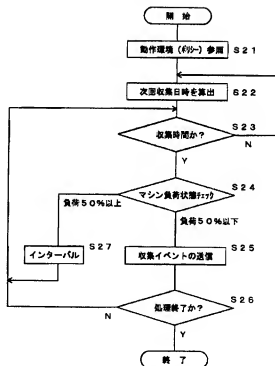 開始
動作環境（ポリシー）参照
S21
次回収集日時を算出
S22
収集時間か？
S23
N
Y
マシン負荷状態チェック
S24
負荷50%以上
負荷50%以下
インターバル
S27
収集イベントの送信
S25
処理終了か？
S26
N
Y
終了